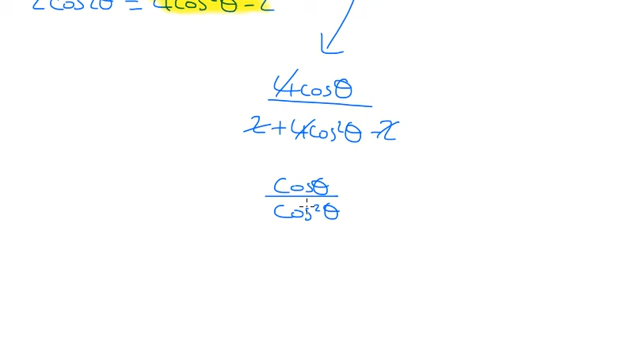 2cos2θ = 4cos²θ - 2
4cosθ
2 + 4cos²θ - 2
cosθ
cos²θ